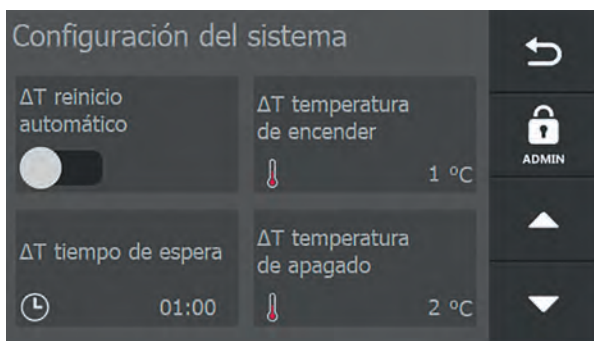 Configuración del sistema
ΔT reinicio
automático
ΔT temperatura
de encender
1 ºC
ADMIN
ΔT tiempo de espera
01:00
ΔT temperatura
de apagado
2 ºC